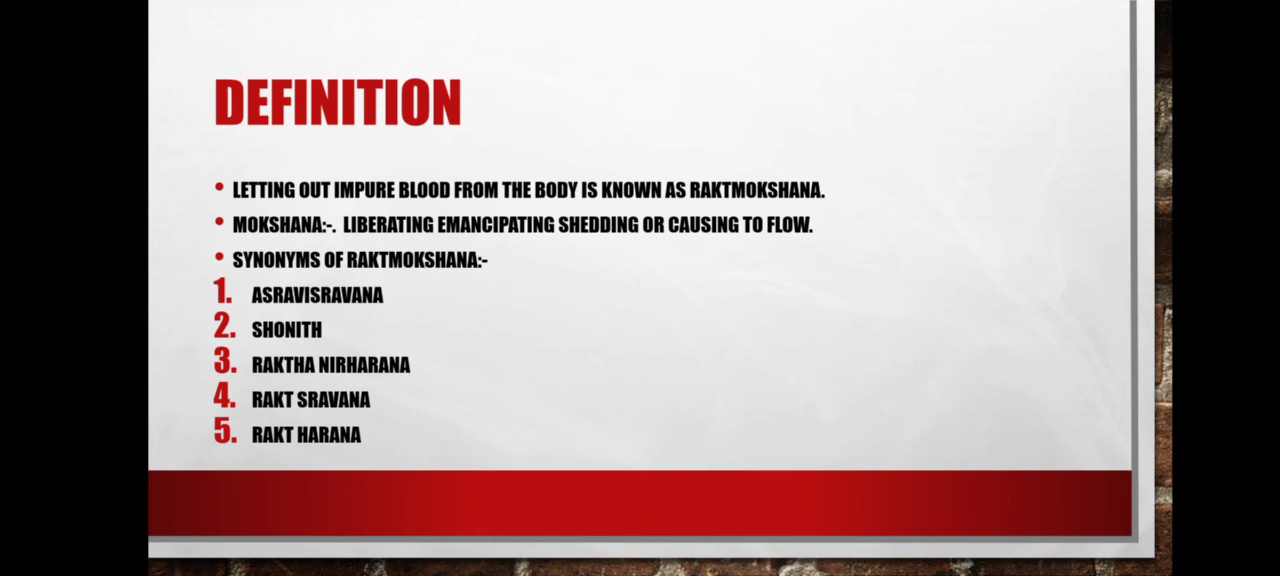 DEFINITION
• LETTING OUT IMPURE BLOOD FROM THE BODY IS KNOWN AS RAKTMOKSHANA.
• MOKSHANA:-. LIBERATING EMANCIPATING SHEDDING OR CAUSING TO FLOW.
• SYNONYMS OF RAKTMOKSHANA:-
1. ASRAVISRAVANA
2. SHONITH
3. RAKTHA NIRHARANA
4. RAKT SRAVANA
5. RAKT HARANA